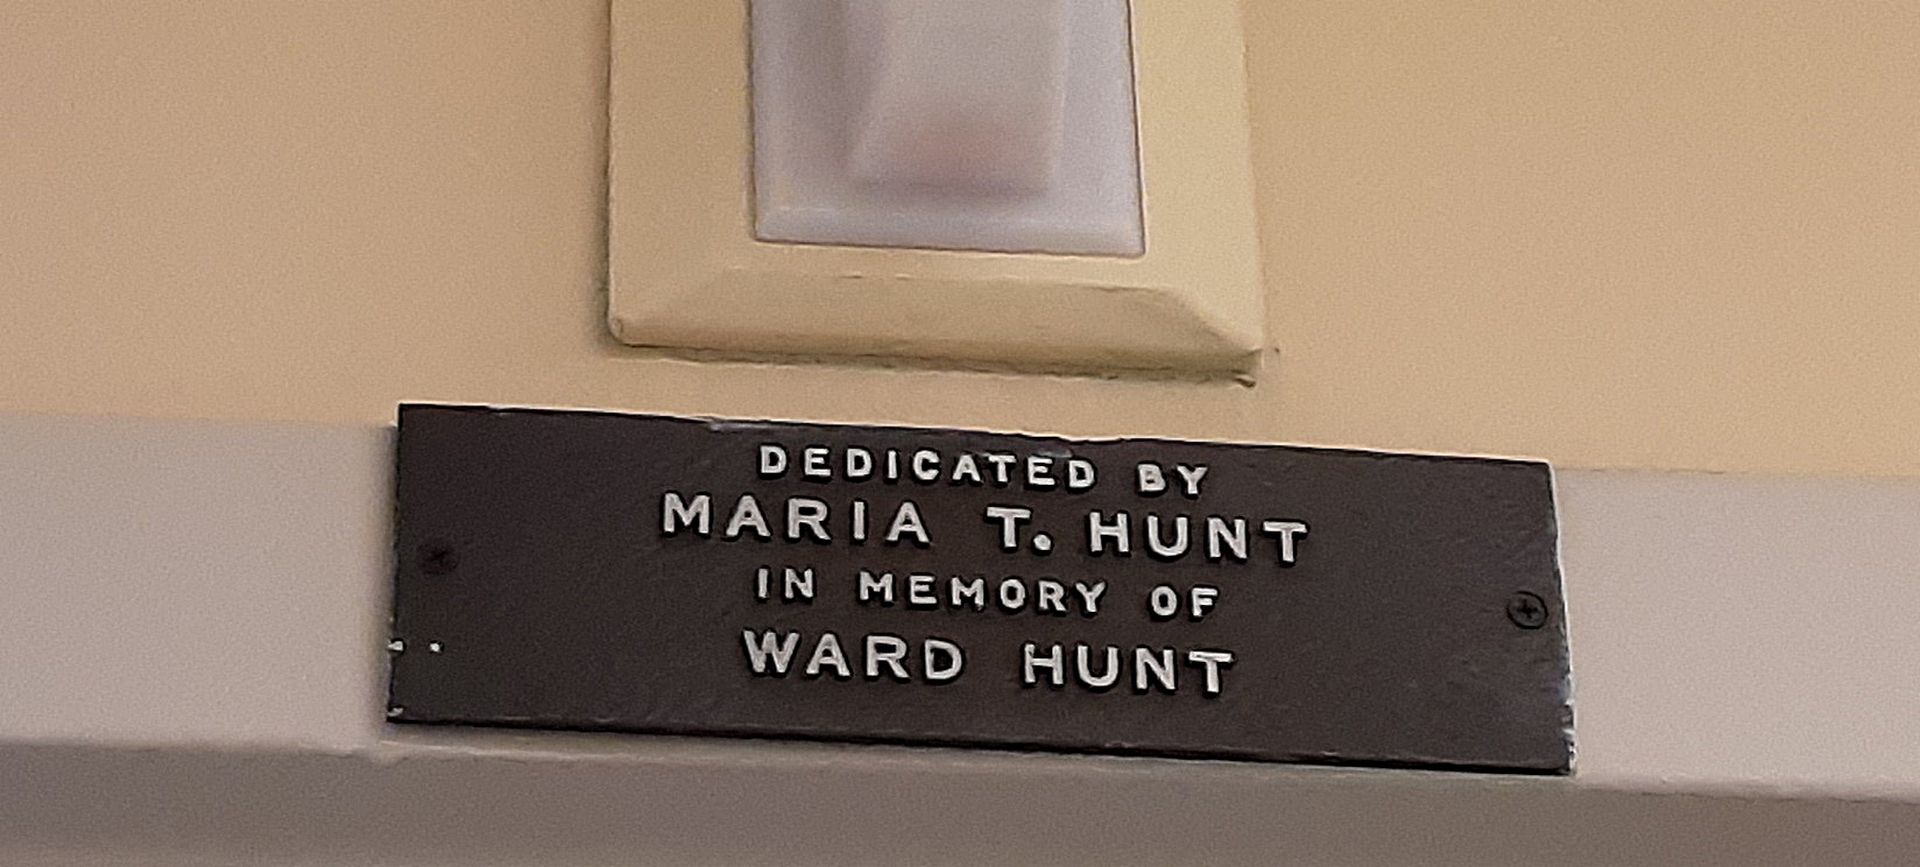 DEDICATED BY
MARIA T. HUNT
IN MEMORY OF
WARD HUNT